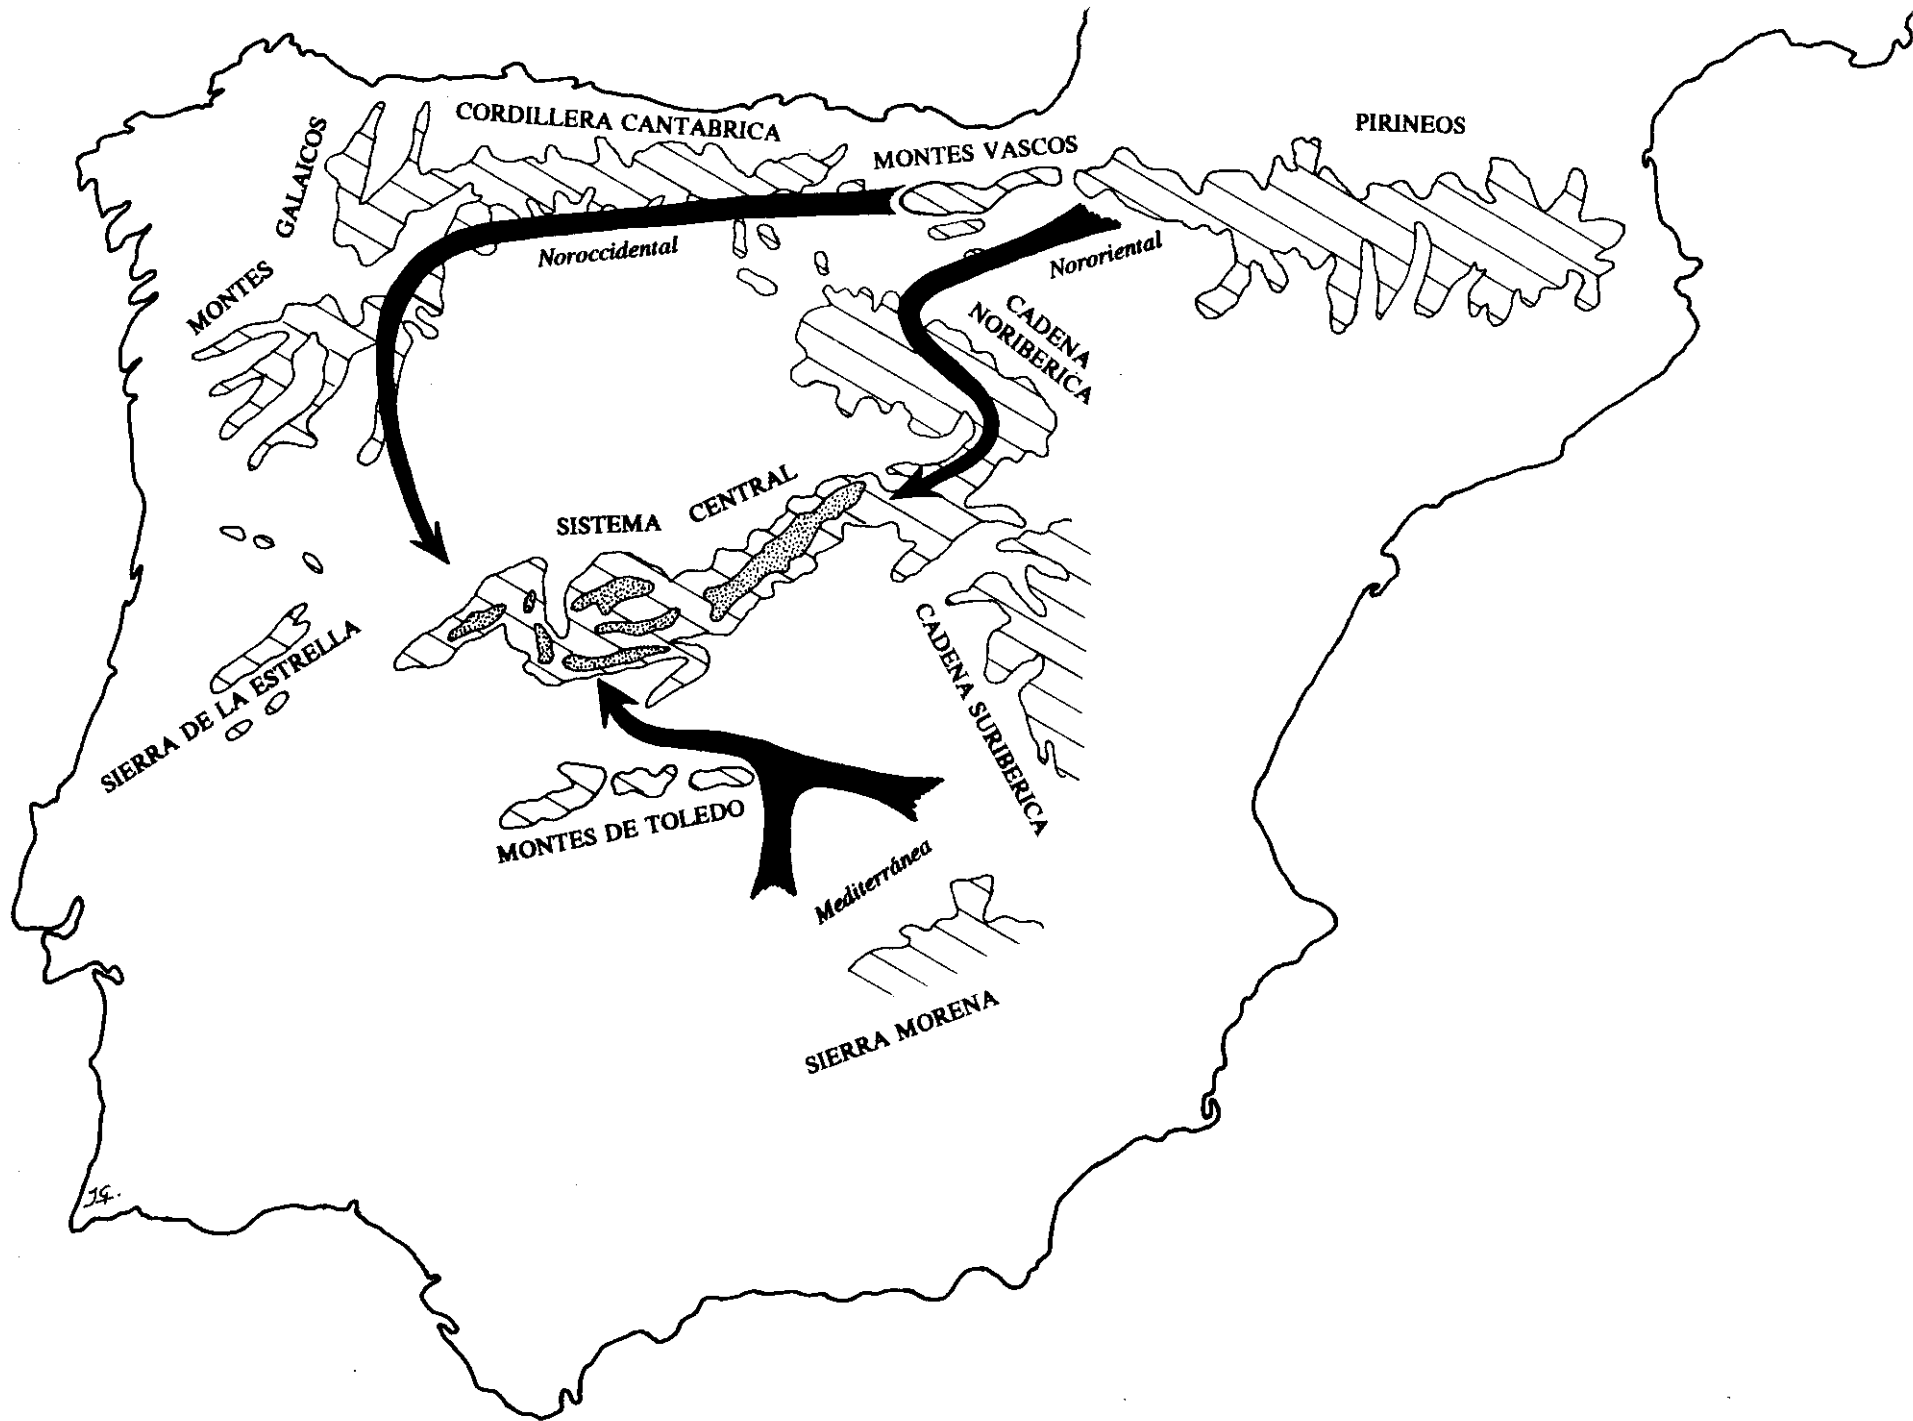 CORDILLERA CANTABRICA
PIRINEOS
MONTES VASCOS
MONTES GALAICOS
Noroccidental
Nororiental
CADENA
NORIBERICA
SISTEMA CENTRAL
SIERRA DE LA ESTRELLA
CADENA SURIBERICA
MONTES DE TOLEDO
Mediterránea
SIERRA MORENA
JG.